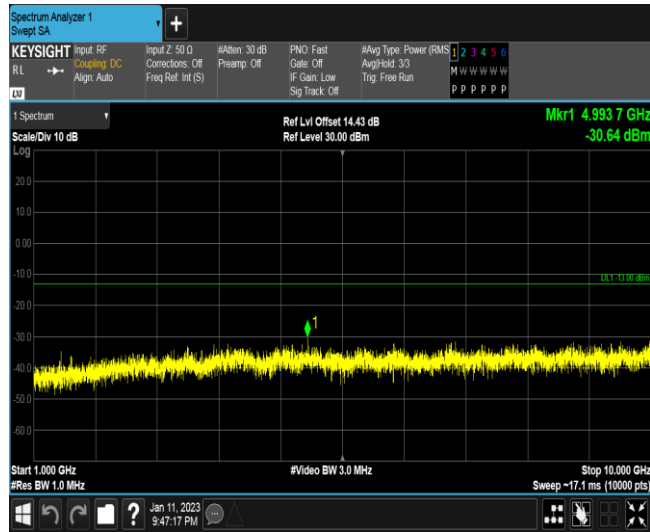 Spectrum Analyzer 1
Swept SA
+
KEYSIGHT
RL
LXI
Input: RF
Coupling: DC
Align: Auto
Input Z: 50 Ω
Corrections: Off
Freq Ref: Int (S)
#Atten: 30 dB
Preamp: Off
PNO: Fast
Gate: Off
IF Gain: Low
Sig Track: Off
#Avg Type: Power (RMS
Avg|Hold: 3/3
Trig: Free Run
1 2 3 4 5 6
M W W W W W
P P P P P P
1 Spectrum
Scale/Div 10 dB
Log
Ref Lvl Offset 14.43 dB
Ref Level 30.00 dBm
Mkr1 4.993 7 GHz
-30.64 dBm
20.0
10.0
0.00
-10.0
DL1 -13.00 dBm
-20.0
1
-30.0
-40.0
-50.0
-60.0
Start 1.000 GHz
#Video BW 3.0 MHz
Stop 10.000 GHz
#Res BW 1.0 MHz
Sweep ~17.1 ms (10000 pts)
?
Jan 11, 2023
9:47:17 PM